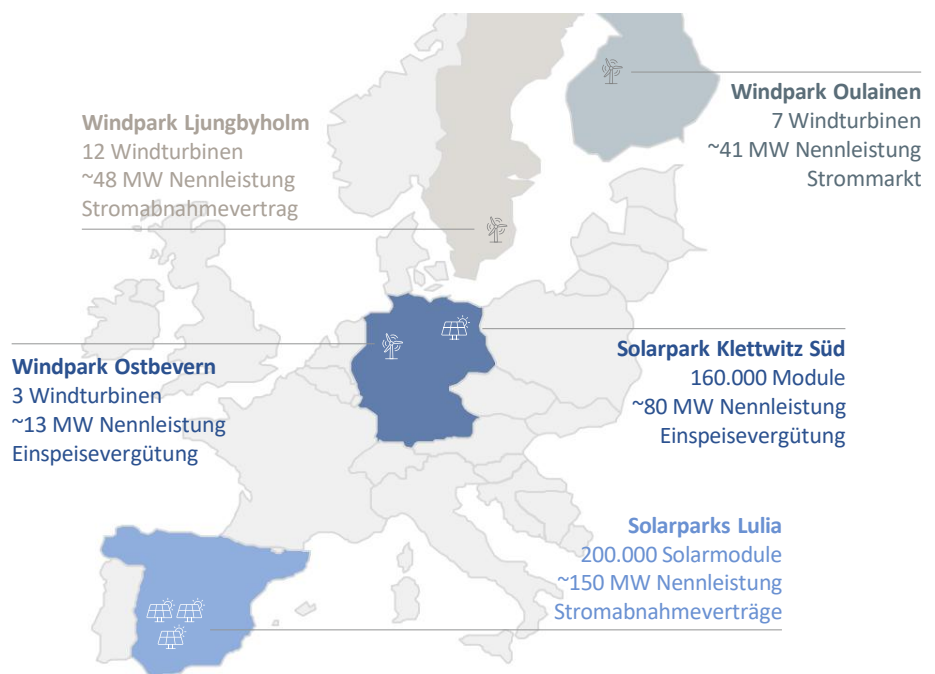 Windpark Oulainen
7 Windturbinen
~41 MW Nennleistung
Strommarkt
Windpark Ljungbyholm
12 Windturbinen
~48 MW Nennleistung
Stromabnahmevertrag
Windpark Ostbevern
3 Windturbinen
~13 MW Nennleistung
Einspeisevergütung
Solarpark Klettwitz Süd
160.000 Module
~80 MW Nennleistung
Einspeisevergütung
Solarparks Lulia
200.000 Solarmodule
~150 MW Nennleistung
Stromabnahmeverträge